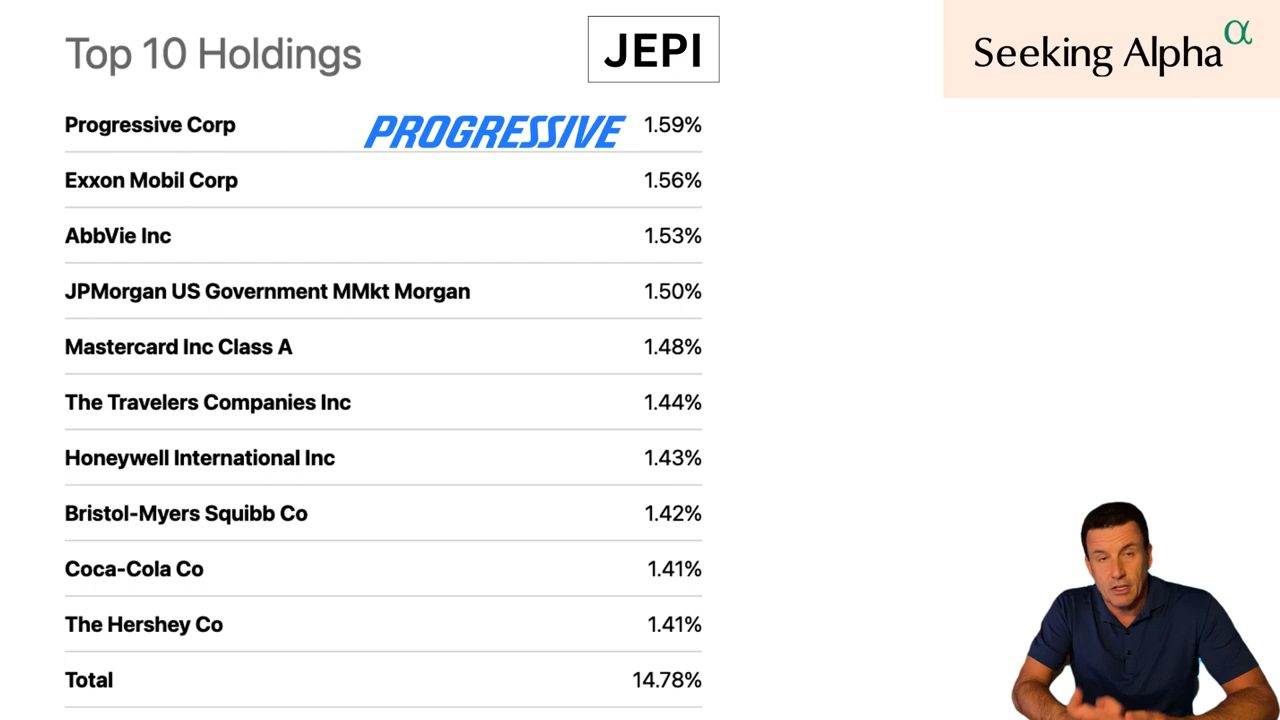 Top 10 Holdings
JEPI
Seeking Alpha α
Progressive Corp PROGRESSIVE 1.59%
Exxon Mobil Corp 1.56%
AbbVie Inc 1.53%
JPMorgan US Government MMkt Morgan 1.50%
Mastercard Inc Class A 1.48%
The Travelers Companies Inc 1.44%
Honeywell International Inc 1.43%
Bristol-Myers Squibb Co 1.42%
Coca-Cola Co 1.41%
The Hershey Co 1.41%
Total 14.78%